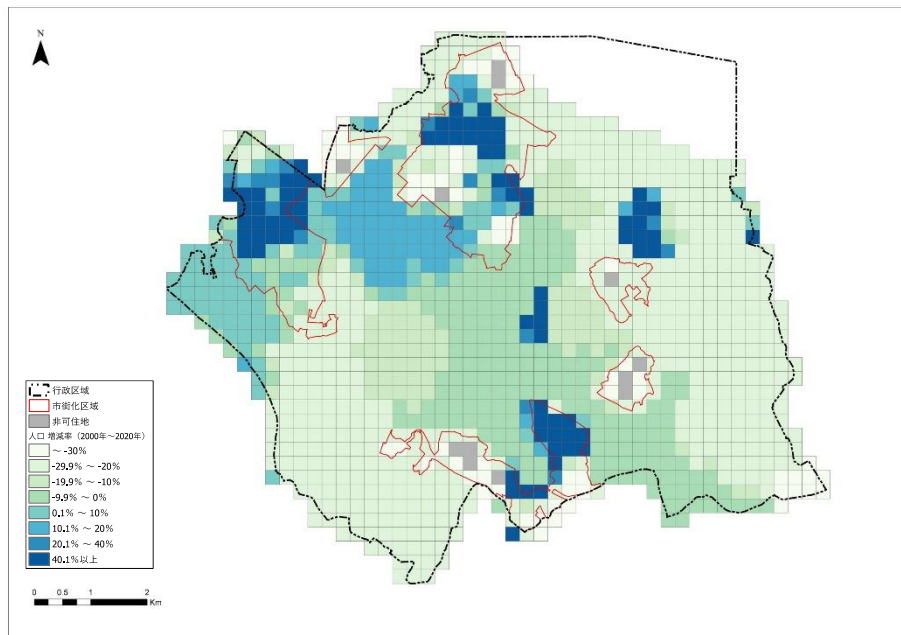 N
行政区域
市街化区域
非可住地
人口 増減率（2000年～2020年）
～ -30%
-29.9% ～ -20%
-19.9% ～ -10%
-9.9% ～ 0%
0.1% ～ 10%
10.1% ～ 20%
20.1% ～ 40%
40.1%以上
0 0.5 1 2
Km